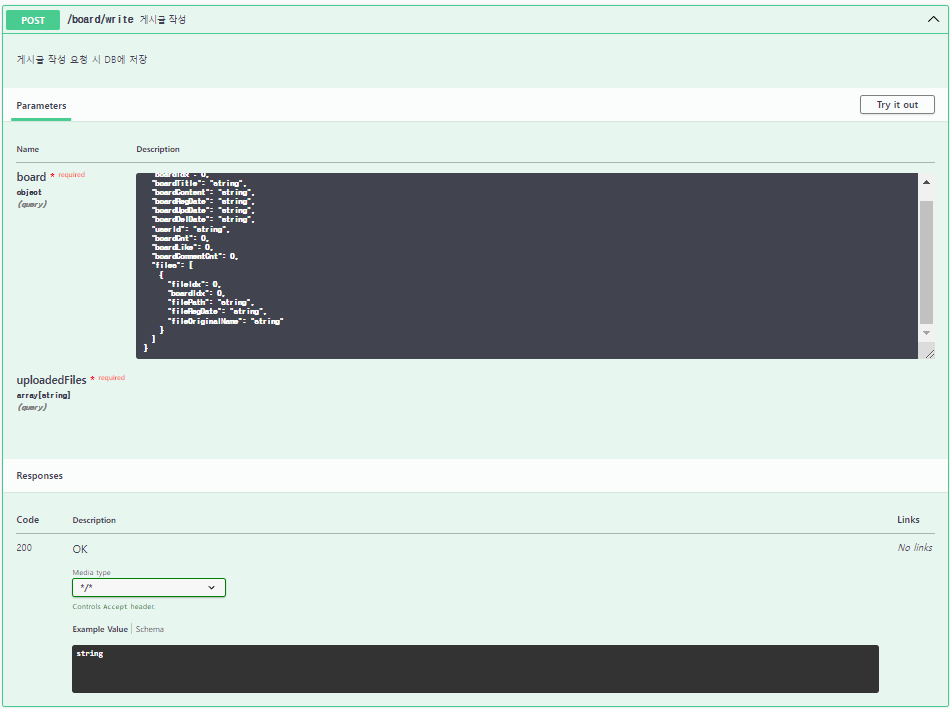 POST /board/write 게시글 작성
게시글 작성 요청 시 DB에 저장
Parameters
Try it out
Name Description
board * required
object
(query)
"boardIdx": 0,
"boardTitle": "string",
"boardContent": "string",
"boardRegDate": "string",
"boardUpdDate": "string",
"boardDelDate": "string",
"userId": "string",
"boardCnt": 0,
"boardLike": 0,
"boardCommentCnt": 0,
"files": [
{
"fileIdx": 0,
"boardIdx": 0,
"filePath": "string",
"fileRegDate": "string",
"fileOriginalName": "string"
}
]
}
uploadedFiles * required
array[string]
(query)
Responses
Code Description Links
200 OK No links
Media type
*/*
Controls Accept header.
Example Value | Schema
string